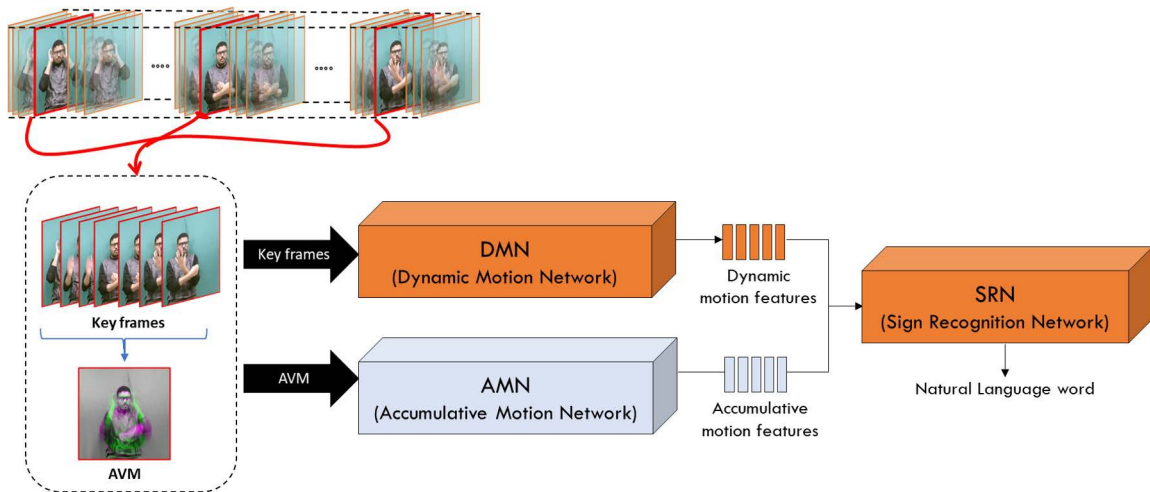 Key frames
AVM
Key frames
AVM
DMN
(Dynamic Motion Network)
AMN
(Accumulative Motion Network)
Dynamic
motion features
Accumulative
motion features
SRN
(Sign Recognition Network)
Natural Language word